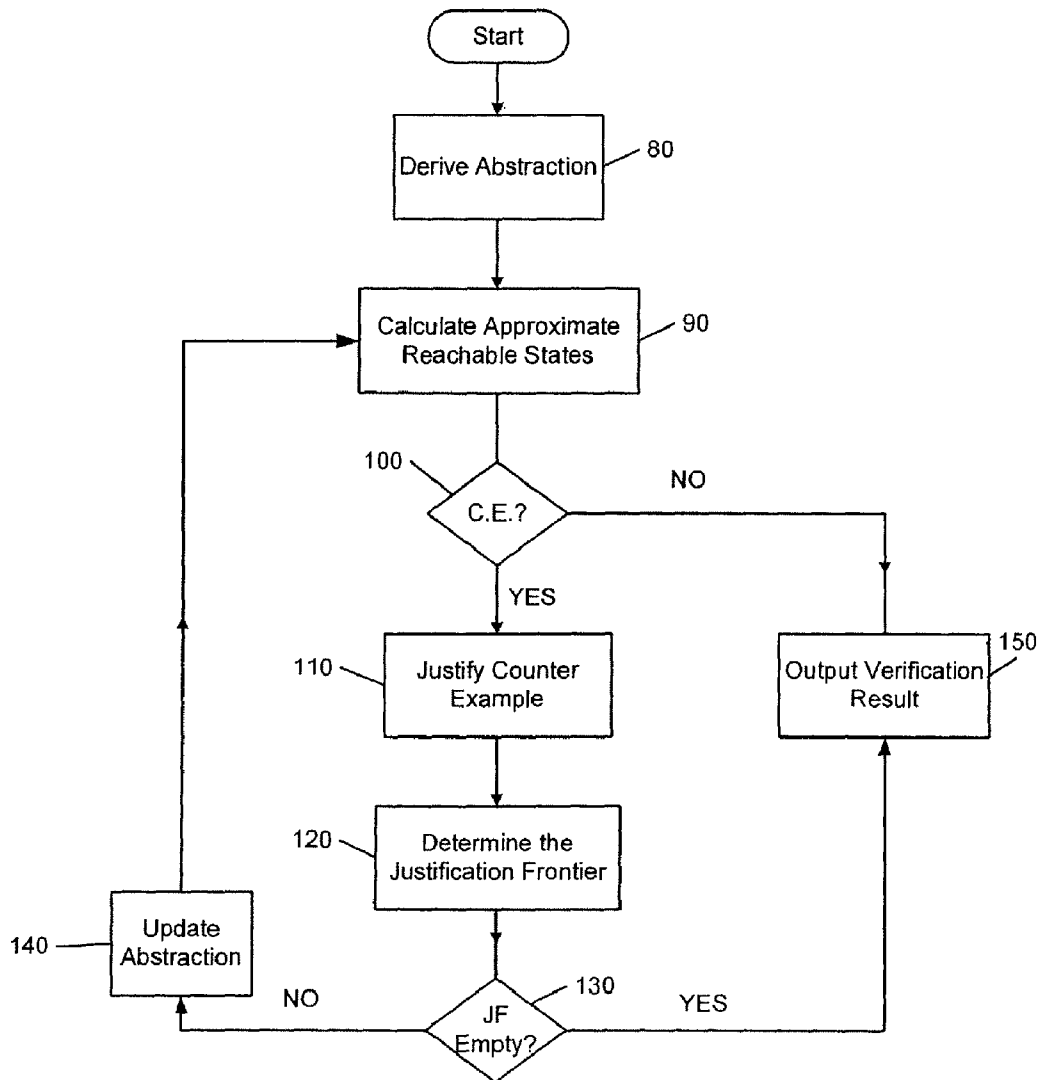 Start
Derive Abstraction
80
Calculate Approximate
Reachable States
90
100
C.E.?
NO
YES
110
Justify Counter
Example
Output Verification
Result
150
120
Determine the
Justification Frontier
140
Update
Abstraction
NO
JF
Empty?
130
YES